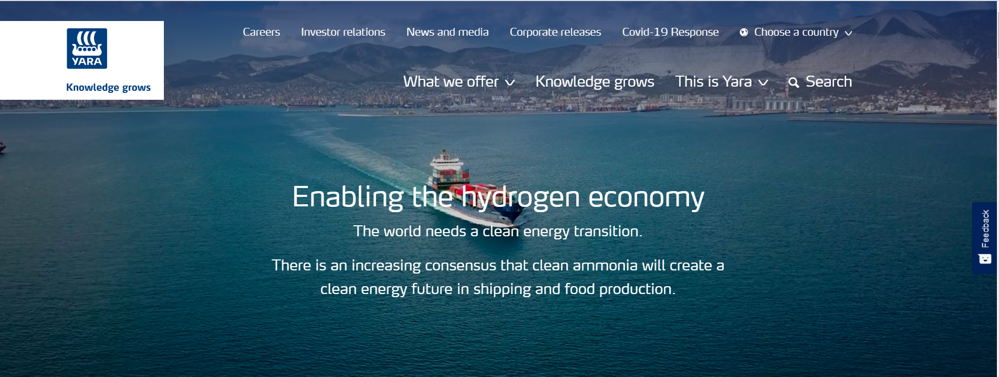 YARA
Knowledge grows
Careers Investor relations News and media Corporate releases Covid-19 Response Choose a country
What we offer Knowledge grows This is Yara Search
Enabling the hydrogen economy
The world needs a clean energy transition.
There is an increasing consensus that clean ammonia will create a
clean energy future in shipping and food production.
Feedback